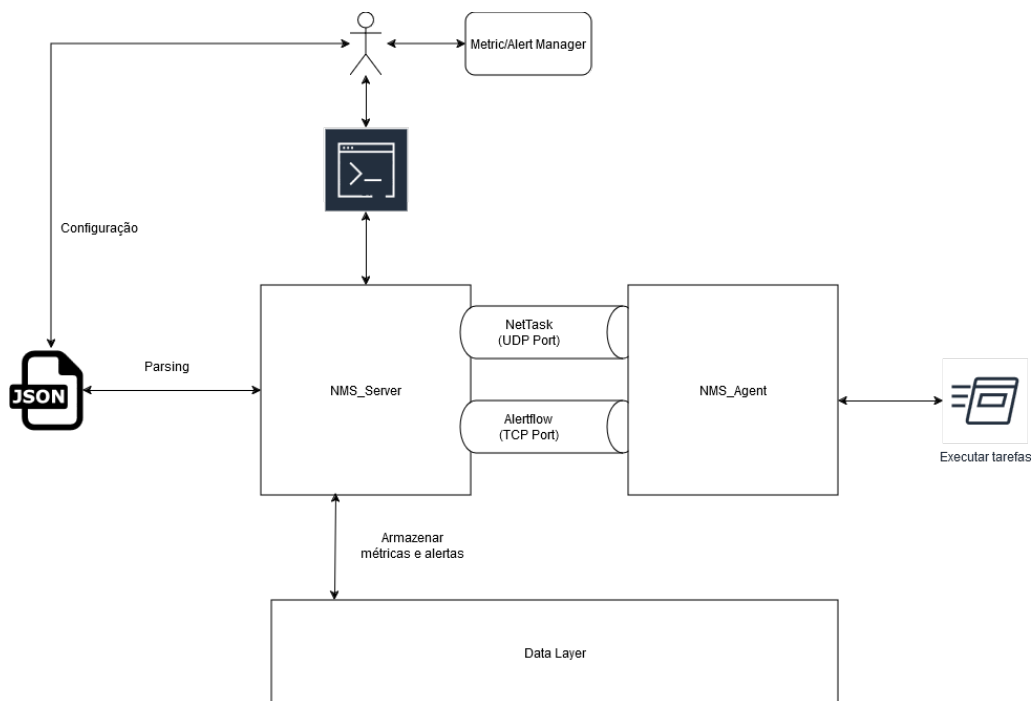 Metric/Alert Manager
Configuração
NetTask
(UDP Port)
Parsing
JSON
NMS_Server
NMS_Agent
Alertflow
(TCP Port)
Executar tarefas
Armazenar
métricas e alertas
Data Layer